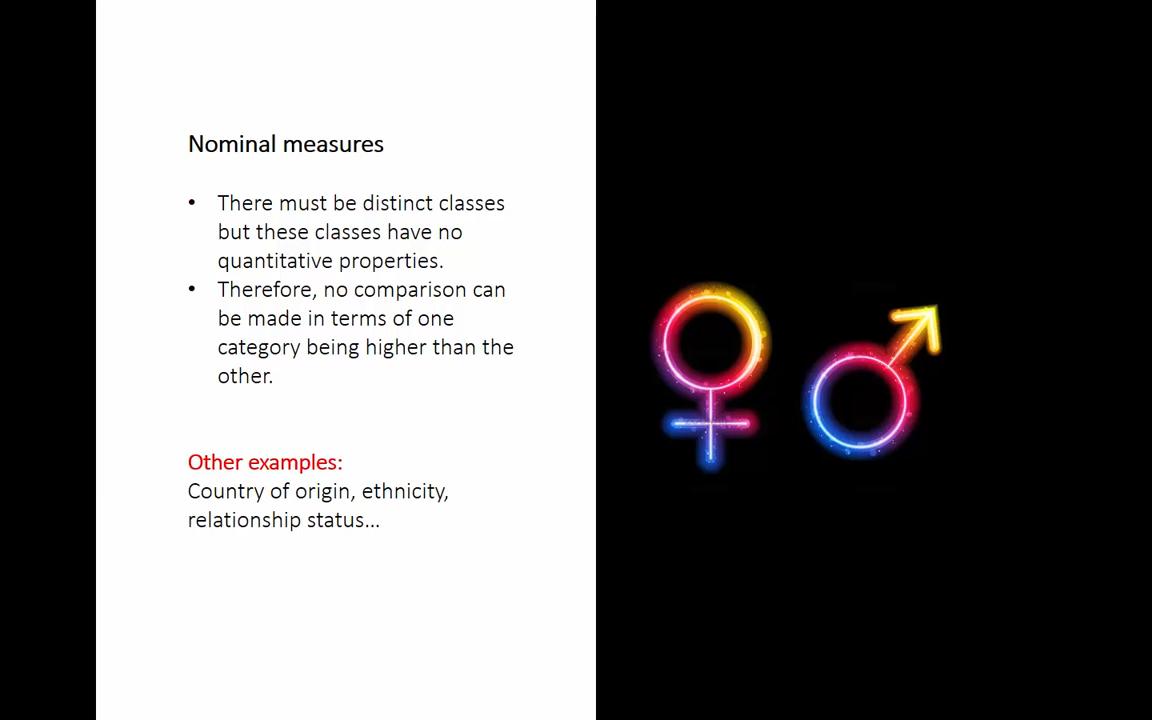 Nominal measures
• There must be distinct classes
but these classes have no
quantitative properties.
• Therefore, no comparison can
be made in terms of one
category being higher than the
other.
Other examples:
Country of origin, ethnicity,
relationship status…